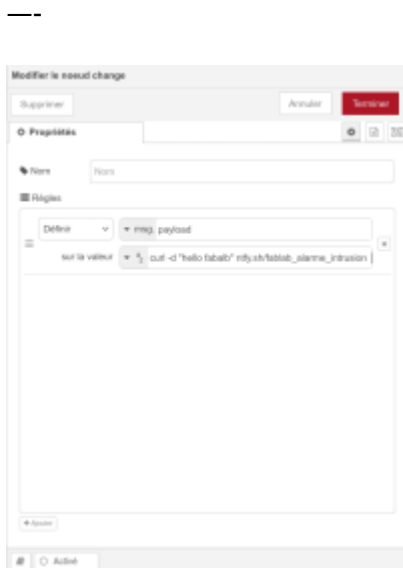 —-
Modifier le noeud change
Supprimer Annuler Terminer
Propriétés
Nom Nom
Règles
Définir msg. payload
sur la valeur curl -d "hello fabalb" ntfy.sh/fablab_alarme_intrusion
Ajouter
Activé